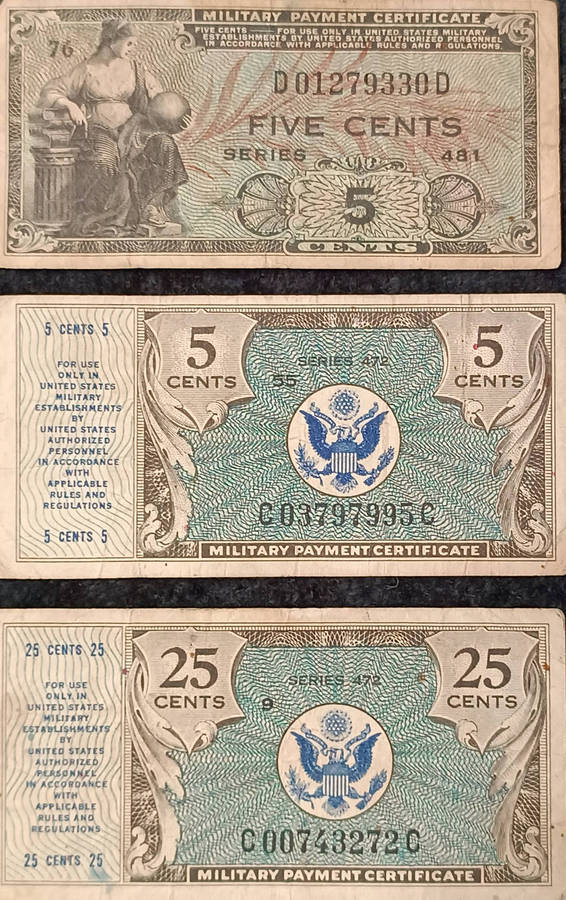 MILITARY PAYMENT CERTIFICATE
FIVE CENTS — FOR USE ONLY IN UNITED STATES MILITARY
ESTABLISHMENTS BY UNITED STATES AUTHORIZED PERSONNEL
IN ACCORDANCE WITH APPLICABLE RULES AND REGULATIONS.
76
D01279330D
FIVE CENTS
SERIES 481
5
CENTS
5 CENTS 5
FOR USE
ONLY IN
UNITED STATES
MILITARY
ESTABLISHMENTS
BY
UNITED STATES
AUTHORIZED
PERSONNEL
IN ACCORDANCE
WITH
APPLICABLE
RULES AND
REGULATIONS
5 CENTS 5
5
CENTS
SERIES 472
55
5
CENTS
C03797995C
MILITARY PAYMENT CERTIFICATE
25 CENTS 25
FOR USE
ONLY IN
UNITED STATES
MILITARY
ESTABLISHMENTS
BY
UNITED STATES
AUTHORIZED
PERSONNEL
IN ACCORDANCE
WITH
APPLICABLE
RULES AND
REGULATIONS
25 CENTS 25
25
CENTS
SERIES 472
9
25
CENTS
C00743272C
MILITARY PAYMENT CERTIFICATE